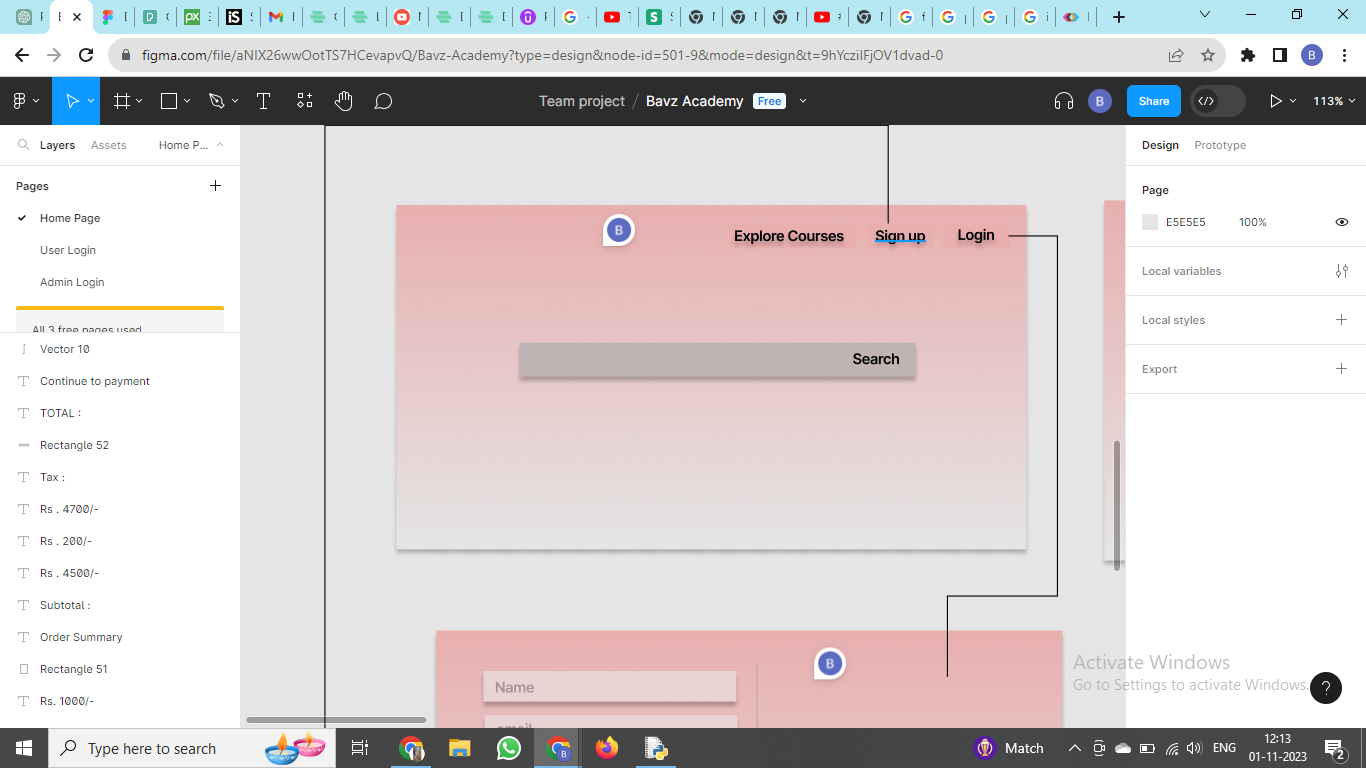 figma.com/file/aNIX26wwOotTS7HCevapvQ/Bavz-Academy?type=design&node-id=501-9&mode=design&t=9hYcziIFjOV1dvad-0
B
Team project / Bavz Academy Free
B
Share
113%
Layers
Assets
Home P...
Pages
Home Page
User Login
Admin Login
All 3 free pages used
Vector 10
Continue to payment
TOTAL :
Rectangle 52
Tax :
Rs . 4700/-
Rs . 200/-
Rs . 4500/-
Subtotal :
Order Summary
Rectangle 51
Rs. 1000/-
B
Explore Courses
Sign up
Login
Search
B
Name
email
Design
Prototype
Page
E5E5E5
100%
Local variables
Local styles
Export
Activate Windows
Go to Settings to activate Windows.
?
Type here to search
B
Match
ENG
12:13
01-11-2023
2